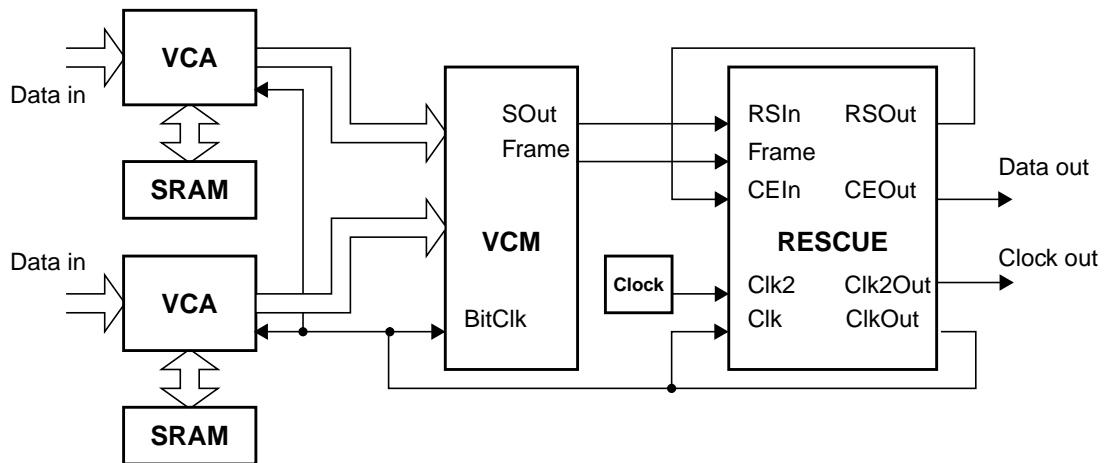 VCA
Data in
SRAM
Data in
VCA
SRAM
SOut
Frame
VCM
BitClk
Clock
RSIn RSOut
Frame
CEIn CEOut
RESCUE
Clk2 Clk2Out
Clk ClkOut
Data out
Clock out